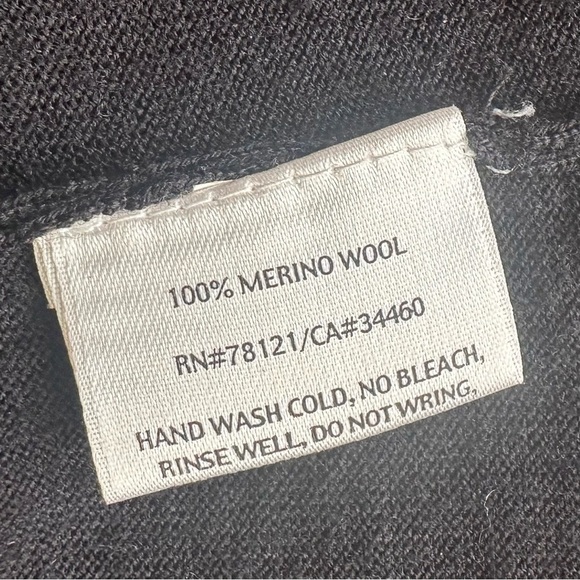 100% MERINO WOOL
RN#78121/CA#34460
HAND WASH COLD, NO BLEACH,
RINSE WELL, DO NOT WRING,